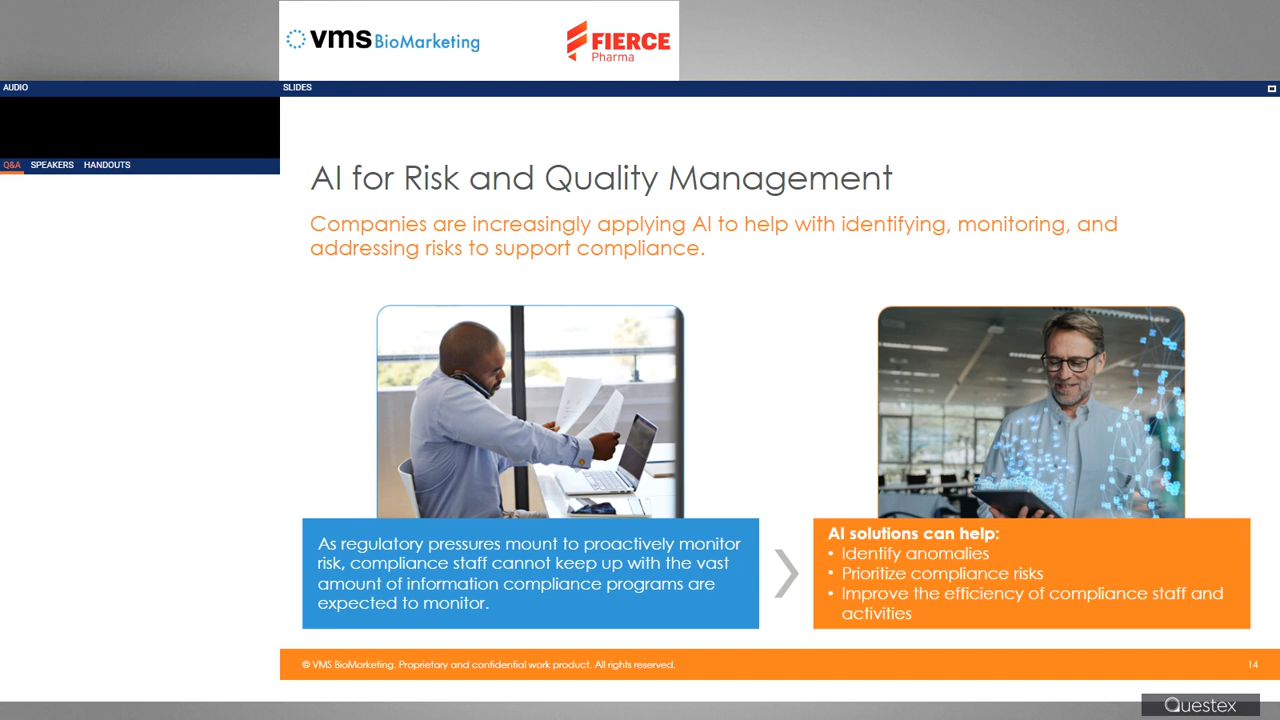 vms BioMarketing
FIERCE
Pharma
AUDIO
SLIDES
Q&A SPEAKERS HANDOUTS
AI for Risk and Quality Management
Companies are increasingly applying AI to help with identifying, monitoring, and
addressing risks to support compliance.
As regulatory pressures mount to proactively monitor
risk, compliance staff cannot keep up with the vast
amount of information compliance programs are
expected to monitor.
AI solutions can help:
• Identify anomalies
• Prioritize compliance risks
• Improve the efficiency of compliance staff and
activities
© VMS BioMarketing. Proprietary and confidential work product. All rights reserved.
14
Questex